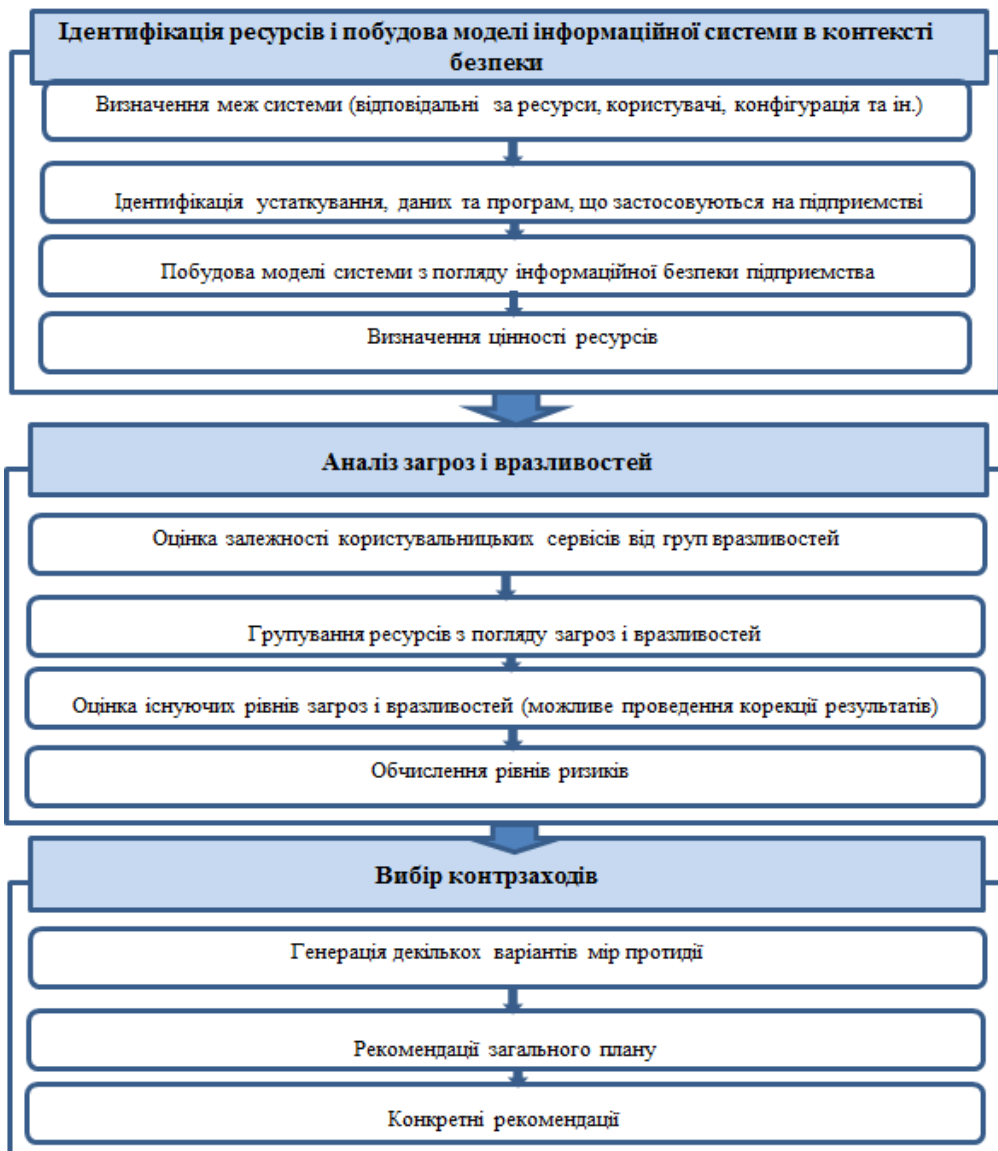 Ідентифікація ресурсів і побудова моделі інформаційної системи в контексті
безпеки
Визначення меж системи (відповідальні за ресурси, користувачі, конфігурація та ін.)
Ідентифікація устаткування, даних та програм, що застосовуються на підприємстві
Побудова моделі системи з погляду інформаційної безпеки підприємства
Визначення цінності ресурсів
Аналіз загроз і вразливостей
Оцінка залежності користувальницьких сервісів від груп вразливостей
Групування ресурсів з погляду загроз і вразливостей
Оцінка існуючих рівнів загроз і вразливостей (можливе проведення корекції результатів)
Обчислення рівнів ризиків
Вибір контрзаходів
Генерація декількох варіантів мір протидії
Рекомендації загального плану
Конкретні рекомендації